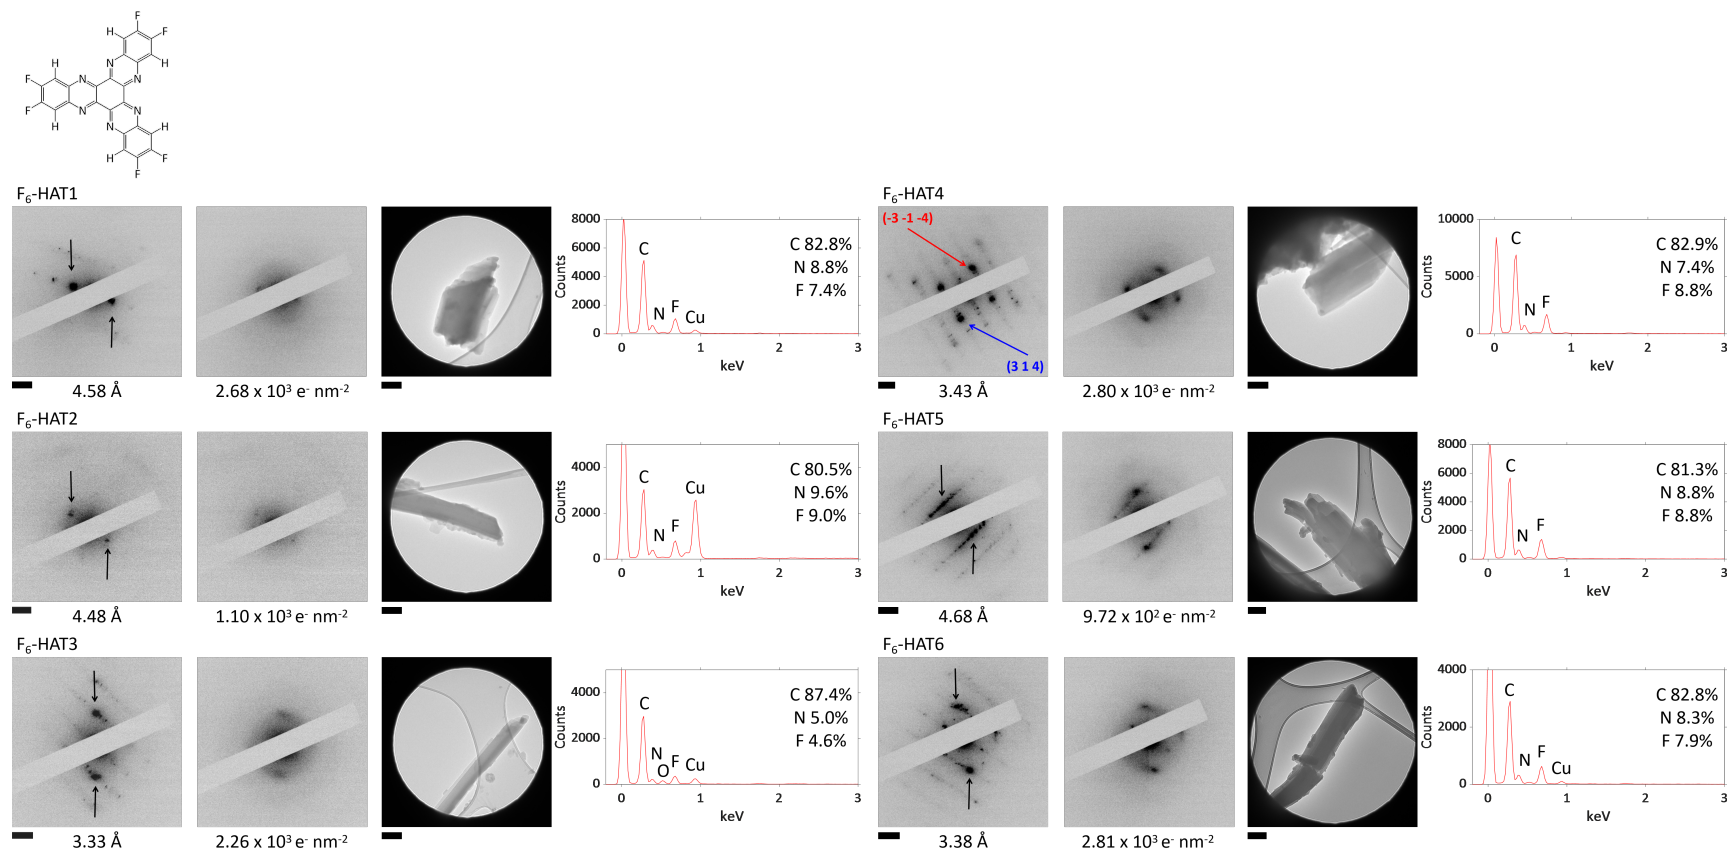 F
H F
N H
H N
F N
F N N
H N H
H F
F
F₆-HAT1
4.58 Å
2.68 x 10³ e⁻ nm⁻²
8000
6000
4000
2000
0
Counts
C
N F Cu
C 82.8%
N 8.8%
F 7.4%
0 1 2 3
keV
F₆-HAT4
(-3 -1 -4)
(3 1 4)
3.43 Å
2.80 x 10³ e⁻ nm⁻²
10000
5000
0
Counts
C
N F
C 82.9%
N 7.4%
F 8.8%
0 1 2 3
keV
F₆-HAT2
4.48 Å
1.10 x 10³ e⁻ nm⁻²
4000
2000
0
Counts
C
N F Cu
C 80.5%
N 9.6%
F 9.0%
0 1 2 3
keV
F₆-HAT5
4.68 Å
9.72 x 10² e⁻ nm⁻²
8000
6000
4000
2000
0
Counts
C
N F
C 81.3%
N 8.8%
F 8.8%
0 1 2 3
keV
F₆-HAT3
3.33 Å
2.26 x 10³ e⁻ nm⁻²
4000
2000
0
Counts
C
N
O F Cu
C 87.4%
N 5.0%
F 4.6%
0 1 2 3
keV
F₆-HAT6
3.38 Å
2.81 x 10³ e⁻ nm⁻²
4000
2000
0
Counts
C
N F Cu
C 82.8%
N 8.3%
F 7.9%
0 1 2 3
keV